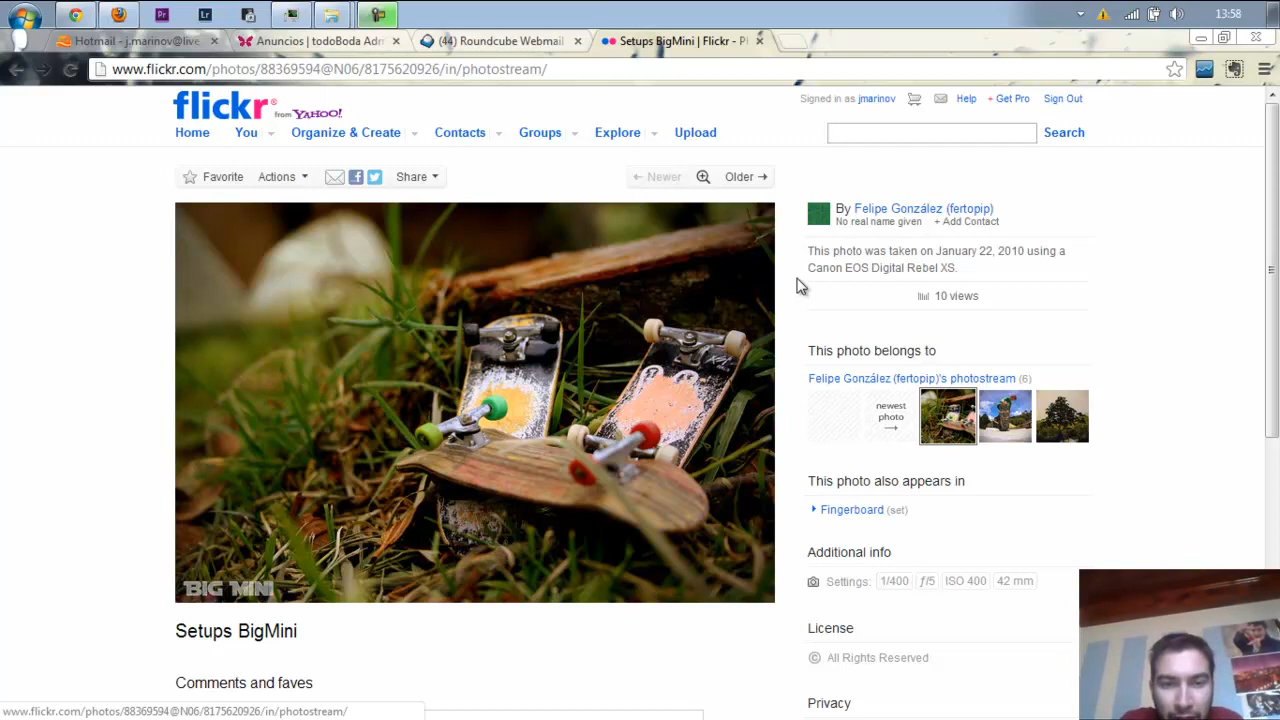 13:58
Hotmail - j.marinov@live
Anuncios | todoBoda Adm
(44) Roundcube Webmail
Setups BigMini | Flickr - P
www.flickr.com/photos/88369594@N06/8175620926/in/photostream/
flickr from YAHOO!
Signed in as jmarinov Help + Get Pro Sign Out
Home You Organize & Create Contacts Groups Explore Upload Search
Favorite Actions Share ← Newer Older →
By Felipe González (fertopip)
No real name given + Add Contact
This photo was taken on January 22, 2010 using a
Canon EOS Digital Rebel XS.
10 views
This photo belongs to
Felipe González (fertopip)'s photostream (6)
newest
photo
→
This photo also appears in
Fingerboard (set)
Additional info
Settings: 1/400 ƒ/5 ISO 400 42 mm
BIG MINI
Setups BigMini
License
© All Rights Reserved
Comments and faves
Privacy
www.flickr.com/photos/88369594@N06/8175620926/in/photostream/